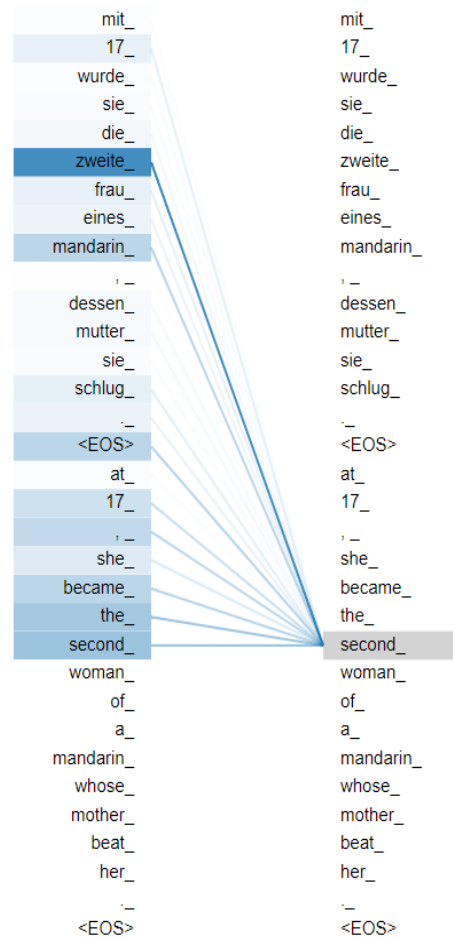 mit_ mit_
17_ 17_
wurde_ wurde_
sie_ sie_
die_ die_
zweite_ zweite_
frau_ frau_
eines_ eines_
mandarin_ mandarin_
, _ , _
dessen_ dessen_
mutter_ mutter_
sie_ sie_
schlug_ schlug_
._ ._
<EOS> <EOS>
at_ at_
17_ 17_
, _ , _
she_ she_
became_ became_
the_ the_
second_ second_
woman_ woman_
of_ of_
a_ a_
mandarin_ mandarin_
whose_ whose_
mother_ mother_
beat_ beat_
her_ her_
._ ._
<EOS> <EOS>